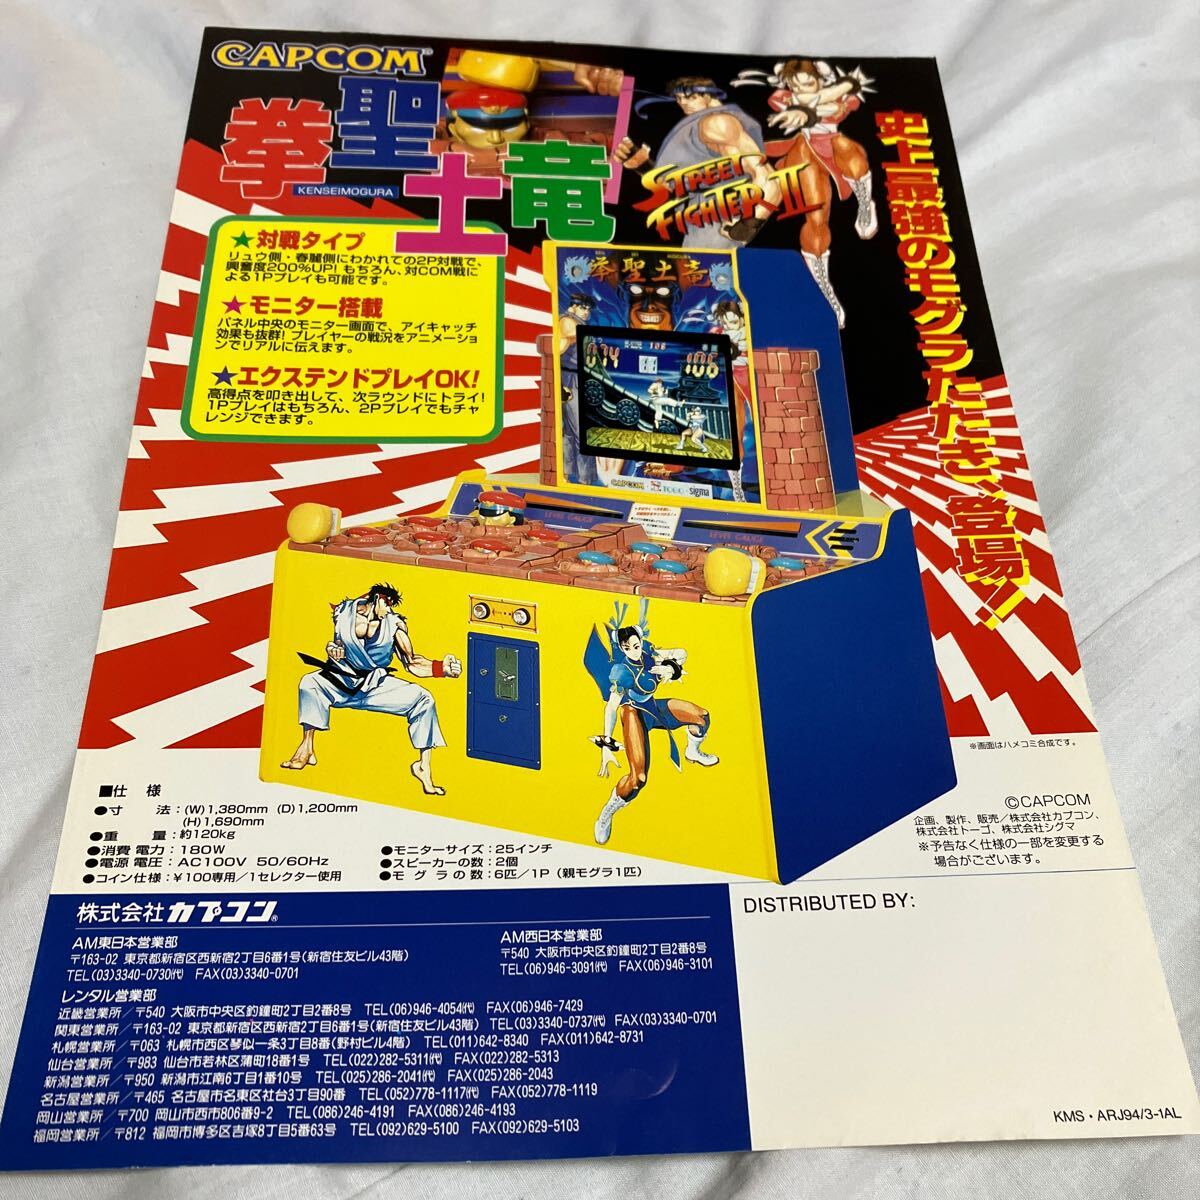 CAPCOM®
拳聖土竜
KENSEIMOGURA
STREET FIGHTER II
史上最強のモグラたたき、登場!
★対戦タイプ
リュウ側・春麗側にわかれての2P対戦で、
興奮度200%UP! もちろん、対COM戦に
よる1Pプレイも可能です。
★モニター搭載
パネル中央のモニター画面で、アイキャッチ
効果も抜群! プレイヤーの戦況をアニメーショ
ンでリアルに伝えます。
★エクステンドプレイOK!
高得点を叩き出して、次ラウンドにトライ!
1Pプレイはもちろん、2Pプレイでもチャ
レンジできます。
拳聖土竜
074 106 106
CAPCOM TOGO sigma
LEVEL GAUGE
LEVEL GAUGE
※画面はハメコミ合成です。
■仕様
●寸法:(W)1,380mm (D)1,200mm
(H)1,690mm
●重量:約120kg
●消費電力:180W
●電源電圧:AC100V 50/60Hz
●コイン仕様:¥100専用/1セレクター使用
●モニターサイズ:25インチ
●スピーカーの数:2個
●モグラの数:6匹/1P(親モグラ1匹)
©CAPCOM
企画、製作、販売/株式会社カプコン、
株式会社トーゴ、株式会社シグマ
※予告なく仕様の一部を変更する
場合がございます。
株式会社カプコン®
AM東日本営業部
〒163-02 東京都新宿区西新宿2丁目6番1号(新宿住友ビル43階)
TEL(03)3340-0730(代) FAX(03)3340-0701
AM西日本営業部
〒540 大阪市中央区釣鐘町2丁目2番8号
TEL(06)946-3091(代) FAX(06)946-3101
レンタル営業部
近畿営業所/〒540 大阪市中央区釣鐘町2丁目2番8号 TEL(06)946-4054(代) FAX(06)946-7429
関東営業所/〒163-02 東京都新宿区西新宿2丁目6番1号(新宿住友ビル43階) TEL(03)3340-0737(代) FAX(03)3340-0701
札幌営業所/〒063 札幌市西区琴似一条3丁目8番(野村ビル4階) TEL(011)642-8340 FAX(011)642-8731
仙台営業所/〒983 仙台市若林区蒲町18番1号 TEL(022)282-5311(代) FAX(022)282-5313
新潟営業所/〒950 新潟市江南6丁目1番10号 TEL(025)286-2041(代) FAX(025)286-2043
名古屋営業所/〒465 名古屋市名東区社台3丁目90番 TEL(052)778-1117(代) FAX(052)778-1119
岡山営業所/〒700 岡山市西市806番9-2 TEL(086)246-4191 FAX(086)246-4193
福岡営業所/〒812 福岡市博多区吉塚8丁目5番63号 TEL(092)629-5100 FAX(092)629-5103
DISTRIBUTED BY:
KMS・ARJ94/3-1AL